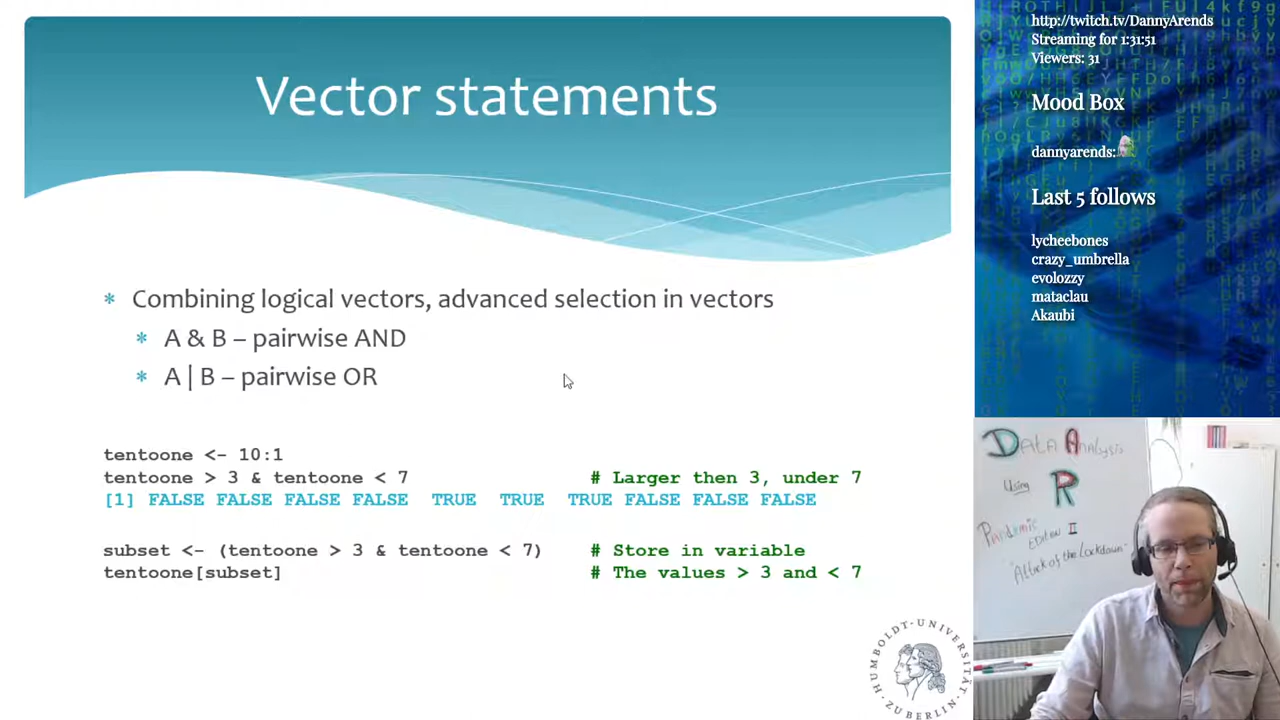 Vector statements
* Combining logical vectors, advanced selection in vectors
* A & B – pairwise AND
* A | B – pairwise OR
tentoone <- 10:1
tentoone > 3 & tentoone < 7 # Larger then 3, under 7
[1] FALSE FALSE FALSE FALSE TRUE TRUE TRUE FALSE FALSE FALSE
subset <- (tentoone > 3 & tentoone < 7) # Store in variable
tentoone[subset] # The values > 3 and < 7
HUMBOLDT-UNIVERSITÄT
ZU BERLIN
http://twitch.tv/DannyArends
Streaming for 1:31:51
Viewers: 31
Mood Box
dannyarends:
Last 5 follows
lycheebones
crazy_umbrella
evolozzy
mataclau
Akaubi
Data Analysis
Using R
Pandemic
Edition II
"Attack of the Lockdown"